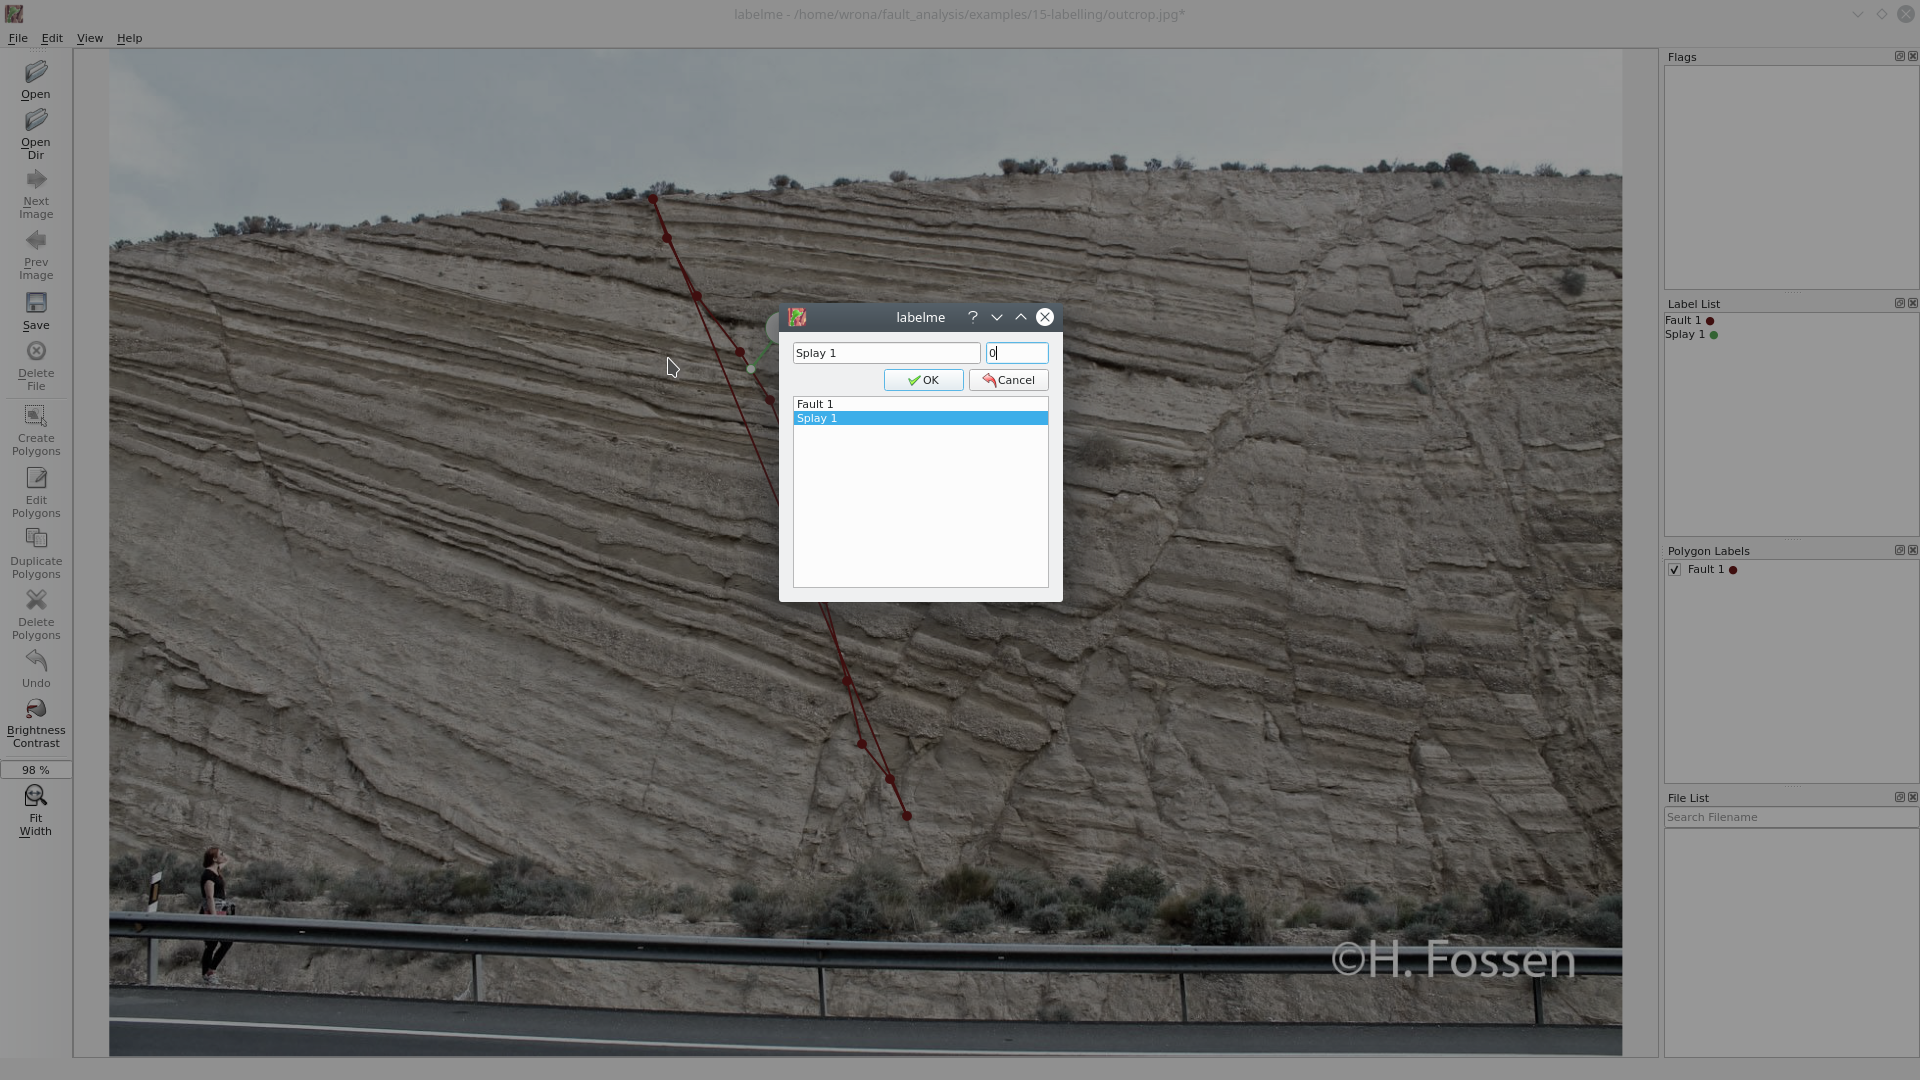 labelme - /home/wrona/fault_analysis/examples/15-labelling/outcrop.jpg*
File Edit View Help
Open
Open
Dir
Next
Image
Prev
Image
Save
Delete
File
Create
Polygons
Edit
Polygons
Duplicate
Polygons
Delete
Polygons
Undo
Brightness
Contrast
98 %
Fit
Width
labelme
Splay 1 0
OK Cancel
Fault 1
Splay 1
©H. Fossen
Flags
Label List
Fault 1
Splay 1
Polygon Labels
Fault 1
File List
Search Filename